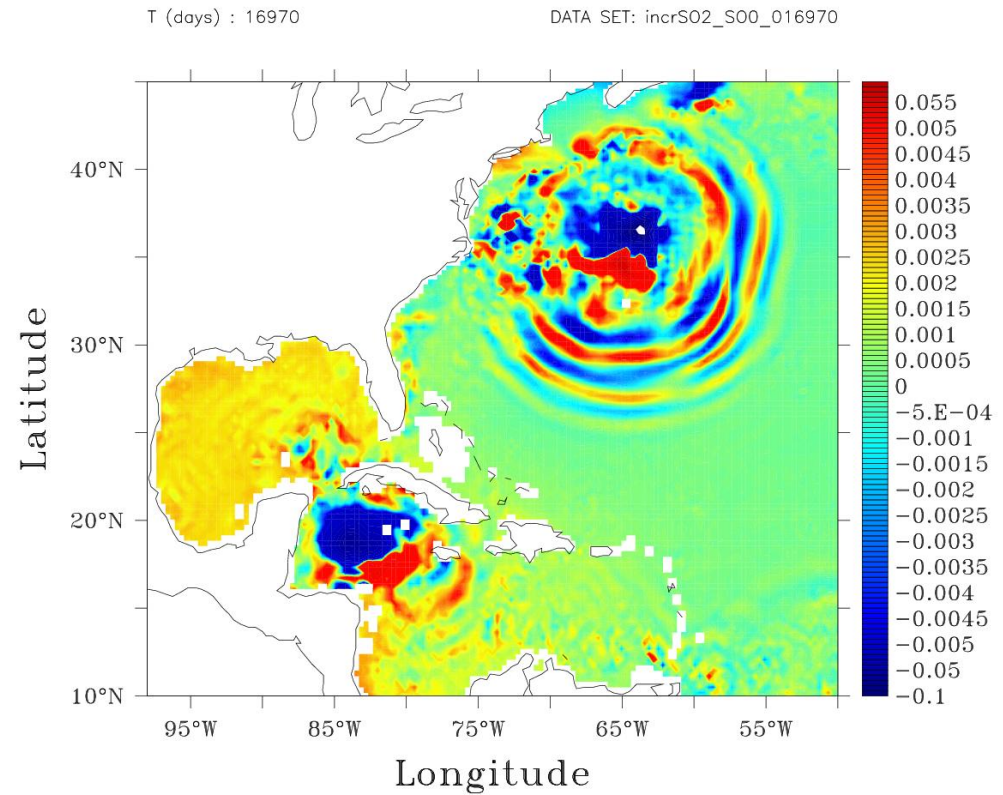 T (days) : 16970
DATA SET: incrSO2_S00_016970
40°N
30°N
20°N
10°N
Latitude
95°W
85°W
75°W
65°W
55°W
Longitude
0.055
0.005
0.0045
0.004
0.0035
0.003
0.0025
0.002
0.0015
0.001
0.0005
0
-5.E-04
-0.001
-0.0015
-0.002
-0.0025
-0.003
-0.0035
-0.004
-0.0045
-0.005
-0.05
-0.1